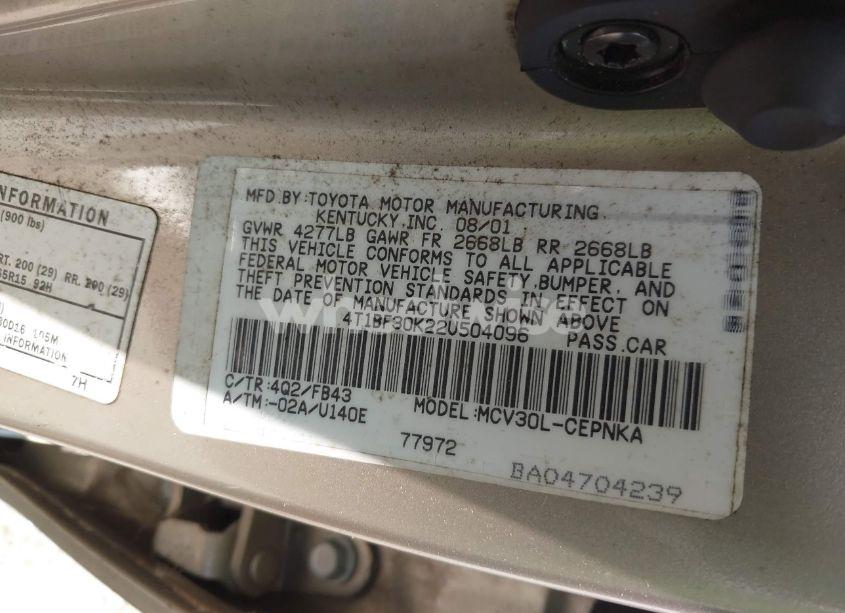 INFORMATION
(900 lbs)
RT. 200 (29) RR. 200 (29)
65R15 92H
105M
INFORMATION
7H
MFD.BY:TOYOTA MOTOR MANUFACTURING
KENTUCKY,INC. 08/01
GVWR 4277LB GAWR FR 2668LB RR 2668LB
THIS VEHICLE CONFORMS TO ALL APPLICABLE
FEDERAL MOTOR VEHICLE SAFETY,BUMPER, AND
THEFT PREVENTION STANDARDS IN EFFECT ON
THE DATE OF MANUFACTURE SHOWN ABOVE
4T1BF30K22U504096 PASS.CAR
C/TR:4Q2/FB43
A/TM:-02A/U140E MODEL:MCV30L-CEPNKA
77972
BA04704239